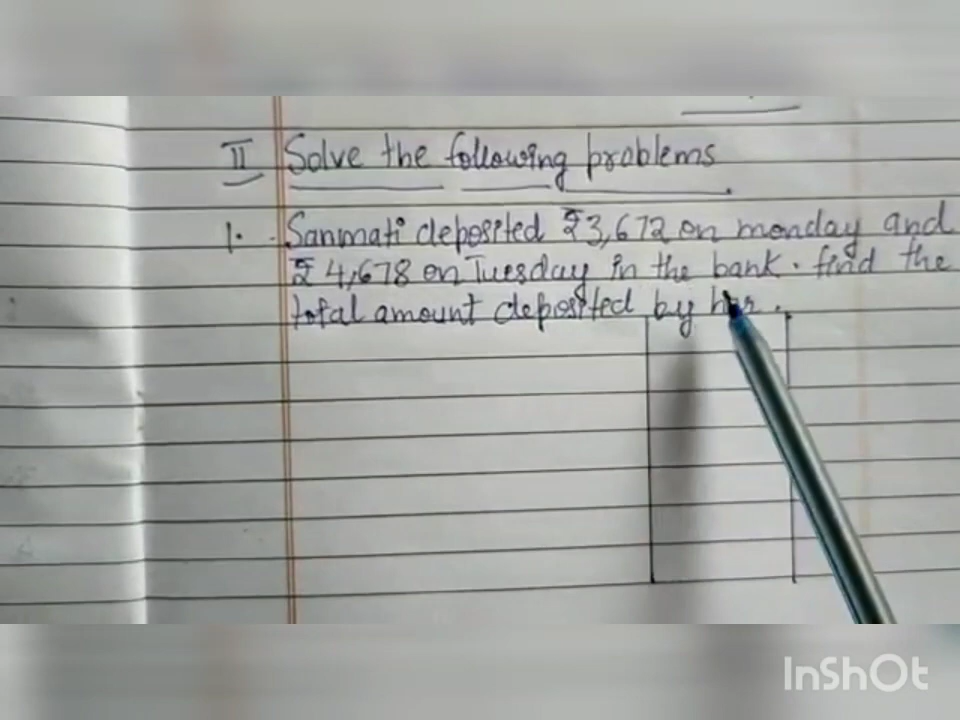 II Solve the following problems.
1. Sanmati deposited ₹3,672 on monday and
₹4,678 on Tuesday in the bank. find the
total amount deposited by her.
InShOt